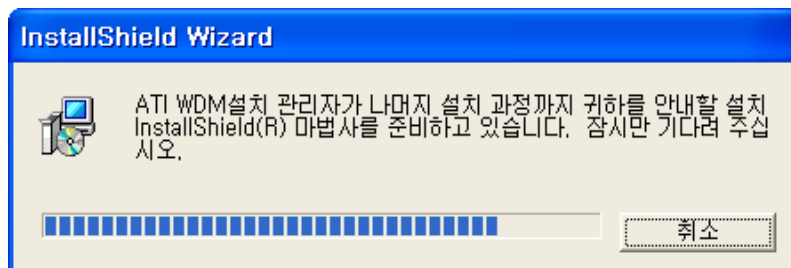 InstallShield Wizard
ATI WDM설치 관리자가 나머지 설치 과정까지 귀하를 안내할 설치
InstallShield(R) 마법사를 준비하고 있습니다. 잠시만 기다려 주십
시오.
취소